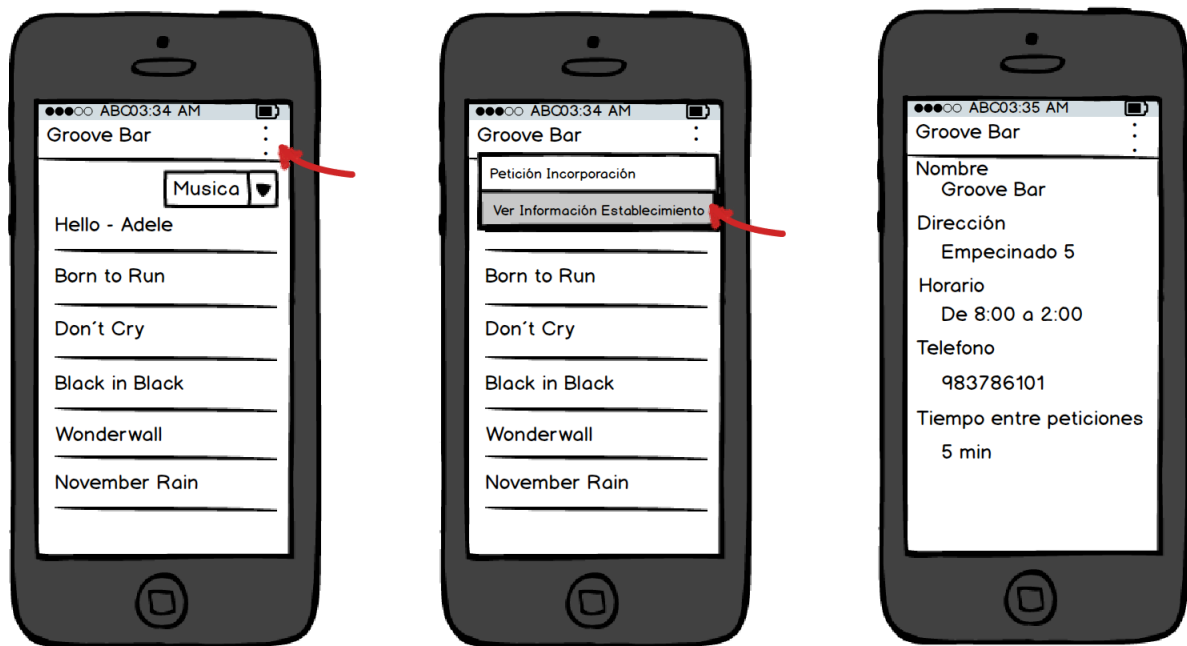 ABC03:34 AM
Groove Bar
Musica
Hello - Adele
Born to Run
Don´t Cry
Black in Black
Wonderwall
November Rain
ABC03:34 AM
Groove Bar
Petición Incorporación
Ver Información Establecimiento
Born to Run
Don´t Cry
Black in Black
Wonderwall
November Rain
ABC03:35 AM
Groove Bar
Nombre
Groove Bar
Dirección
Empecinado 5
Horario
De 8:00 a 2:00
Telefono
983786101
Tiempo entre peticiones
5 min